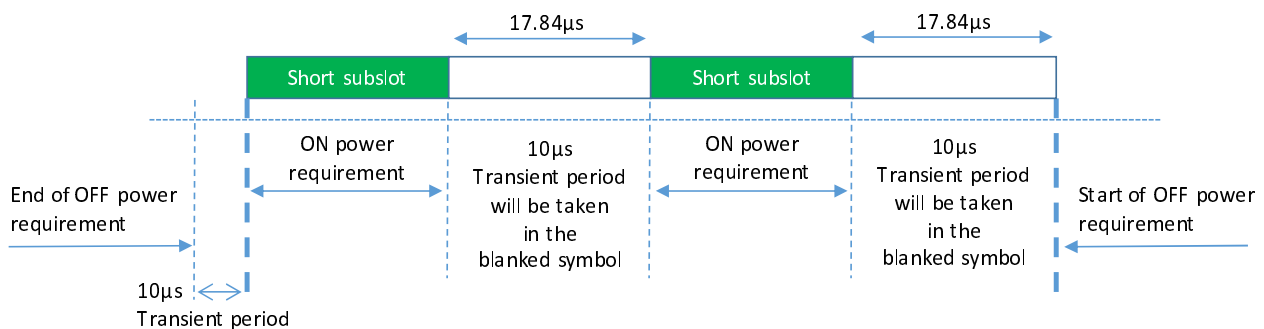 17.84µs
17.84µs
Short subslot
Short subslot
ON power
requirement
10µs
Transient period
will be taken
in the
blanked symbol
ON power
requirement
10µs
Transient period
will be taken
in the
blanked symbol
End of OFF power
requirement
Start of OFF power
requirement
10µs
Transient period